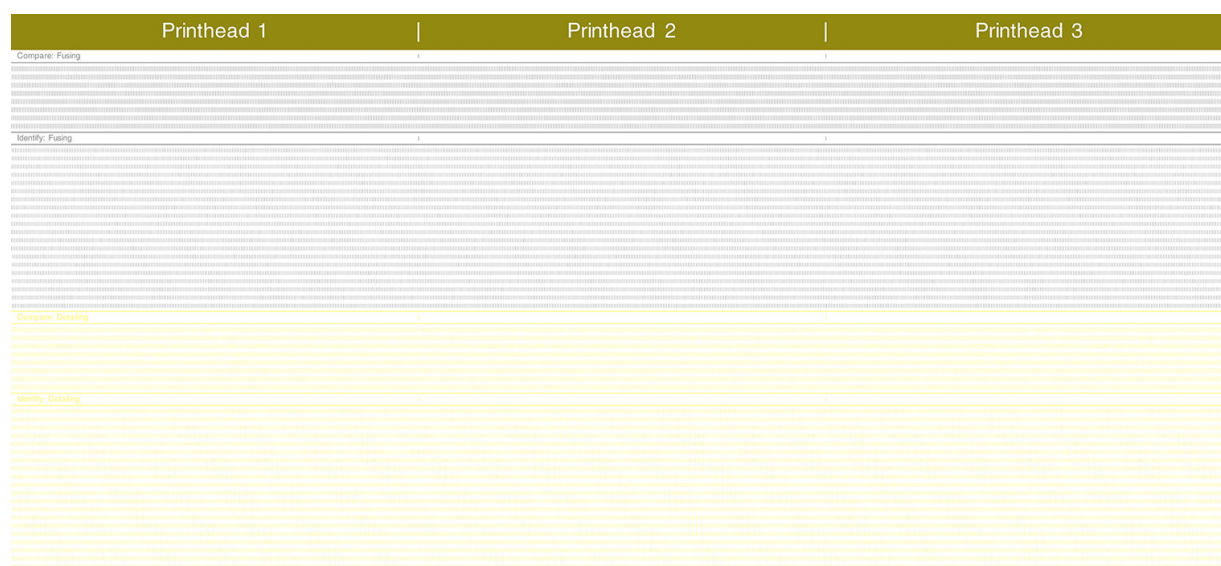 Printhead 1 | Printhead 2 | Printhead 3
Compare: Fusing
Identify: Fusing
Compare: Detailing
Identify: Detailing